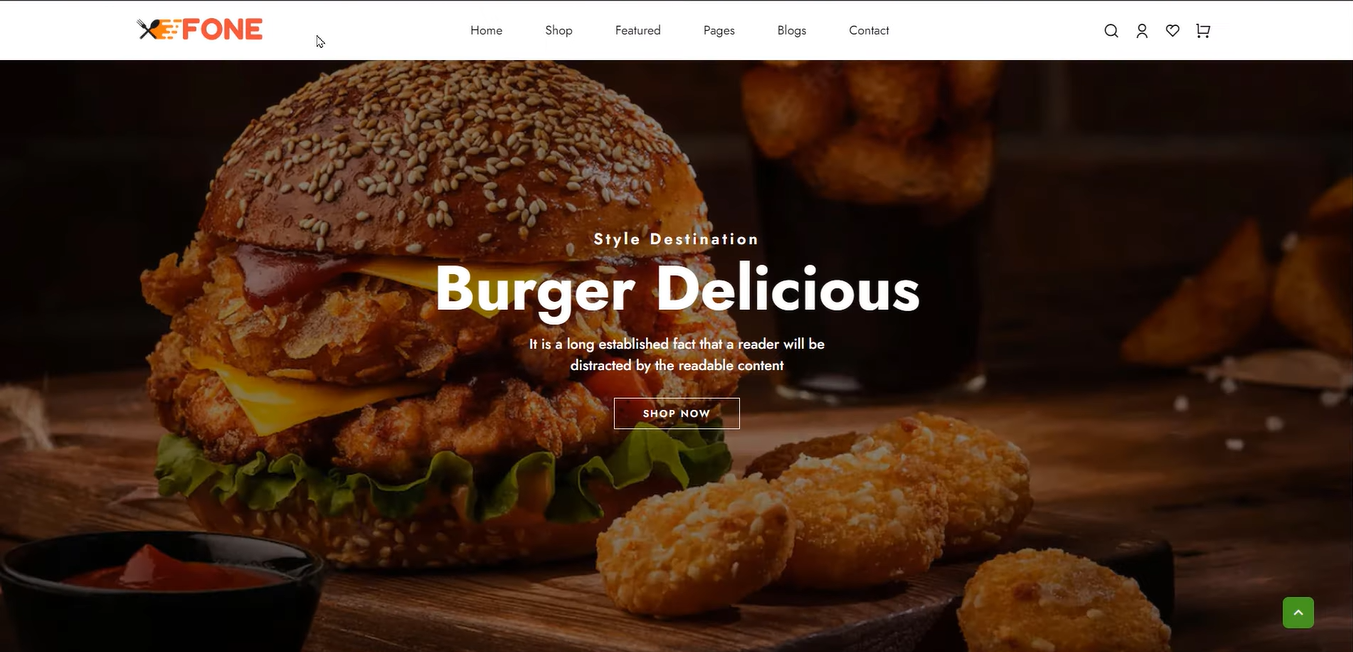 FONE
Home Shop Featured Pages Blogs Contact
Style Destination
Burger Delicious
It is a long established fact that a reader will be
distracted by the readable content
SHOP NOW